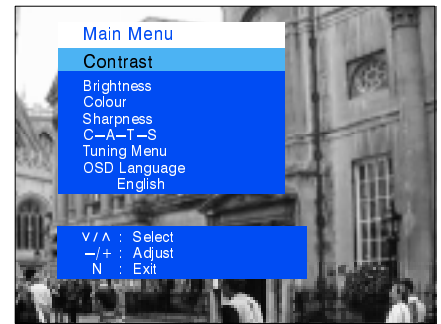 Main Menu
Contrast
Brightness
Colour
Sharpness
C–A–T–S
Tuning Menu
OSD Language
English
∨/∧ : Select
–/+ : Adjust
N : Exit